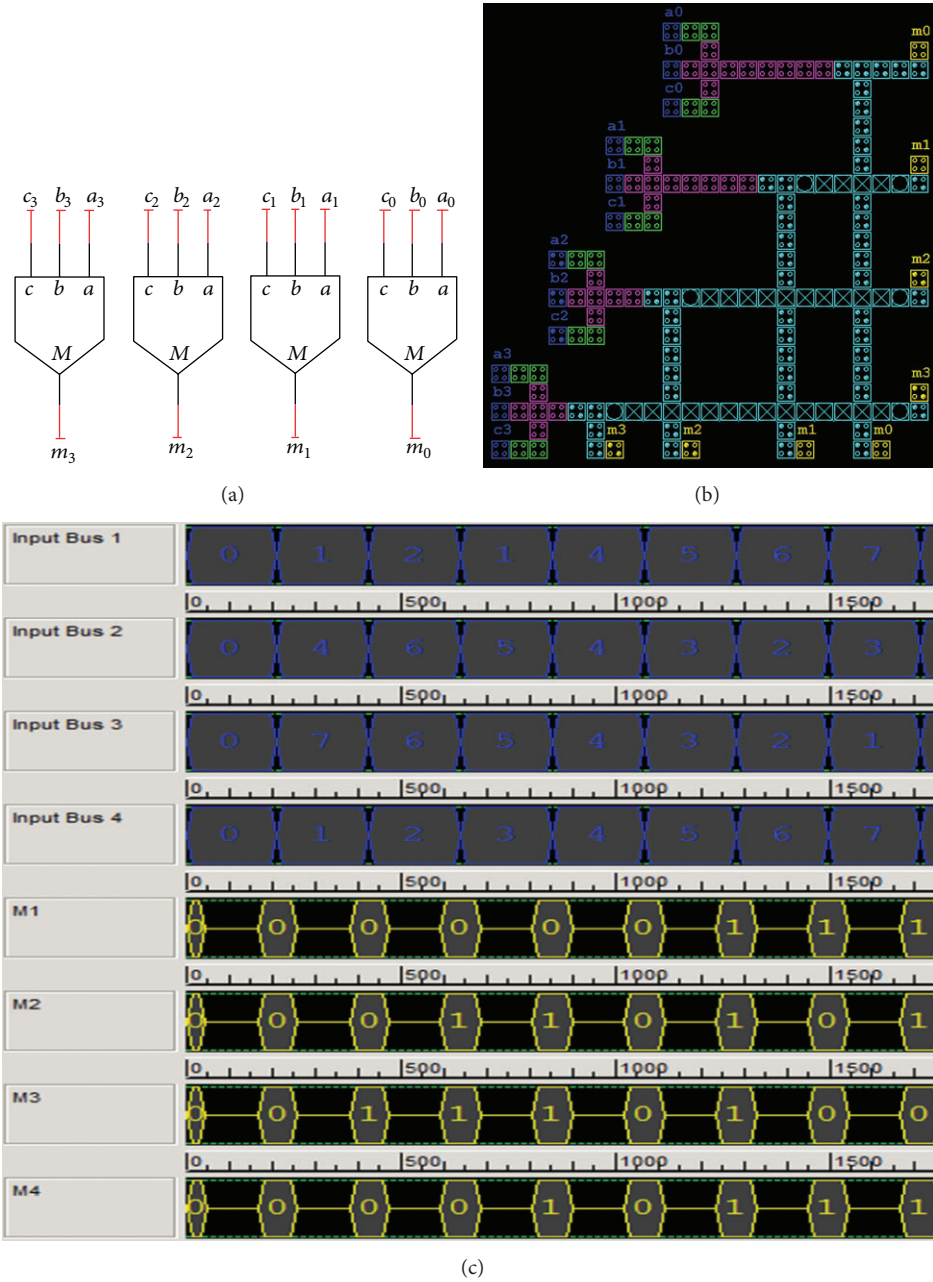 c3 b3 a3 c2 b2 a2 c1 b1 a1 c0 b0 a0
c b a c b a c b a c b a
M M M M
m3 m2 m1 m0
(a)
a0
m0
b0
c0
a1
m1
b1
c1
a2
m2
b2
c2
a3
m3
b3
c3 m3 m2 m1 m0
(b)
Input Bus 1 0 1 2 1 4 5 6 7
0 500 1000 1500
Input Bus 2 0 4 6 5 4 3 2 3
0 500 1000 1500
Input Bus 3 0 7 6 5 4 3 2 1
0 500 1000 1500
Input Bus 4 0 1 2 3 4 5 6 7
0 500 1000 1500
M1 0 0 0 0 0 0 1 1 1
0 500 1000 1500
M2 0 0 0 1 1 0 1 0 1
0 500 1000 1500
M3 0 0 1 1 1 0 1 0 0
0 500 1000 1500
M4 0 0 0 0 1 0 1 1 1
(c)